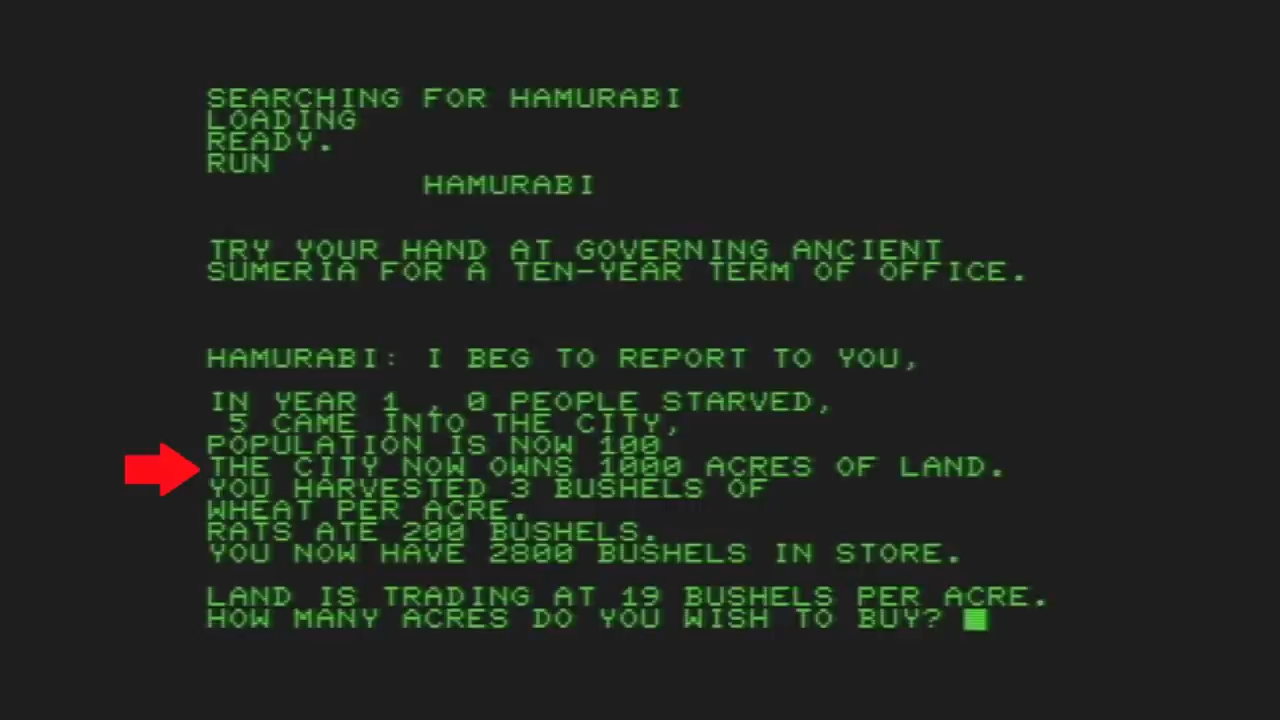 SEARCHING FOR HAMURABI
LOADING
READY.
RUN
HAMURABI
TRY YOUR HAND AT GOVERNING ANCIENT
SUMERIA FOR A TEN-YEAR TERM OF OFFICE.
HAMURABI: I BEG TO REPORT TO YOU,
IN YEAR 1 , 0 PEOPLE STARVED,
5 CAME INTO THE CITY,
POPULATION IS NOW 100
THE CITY NOW OWNS 1000 ACRES OF LAND.
YOU HARVESTED 3 BUSHELS OF
WHEAT PER ACRE.
RATS ATE 200 BUSHELS.
YOU NOW HAVE 2800 BUSHELS IN STORE.
LAND IS TRADING AT 19 BUSHELS PER ACRE.
HOW MANY ACRES DO YOU WISH TO BUY?